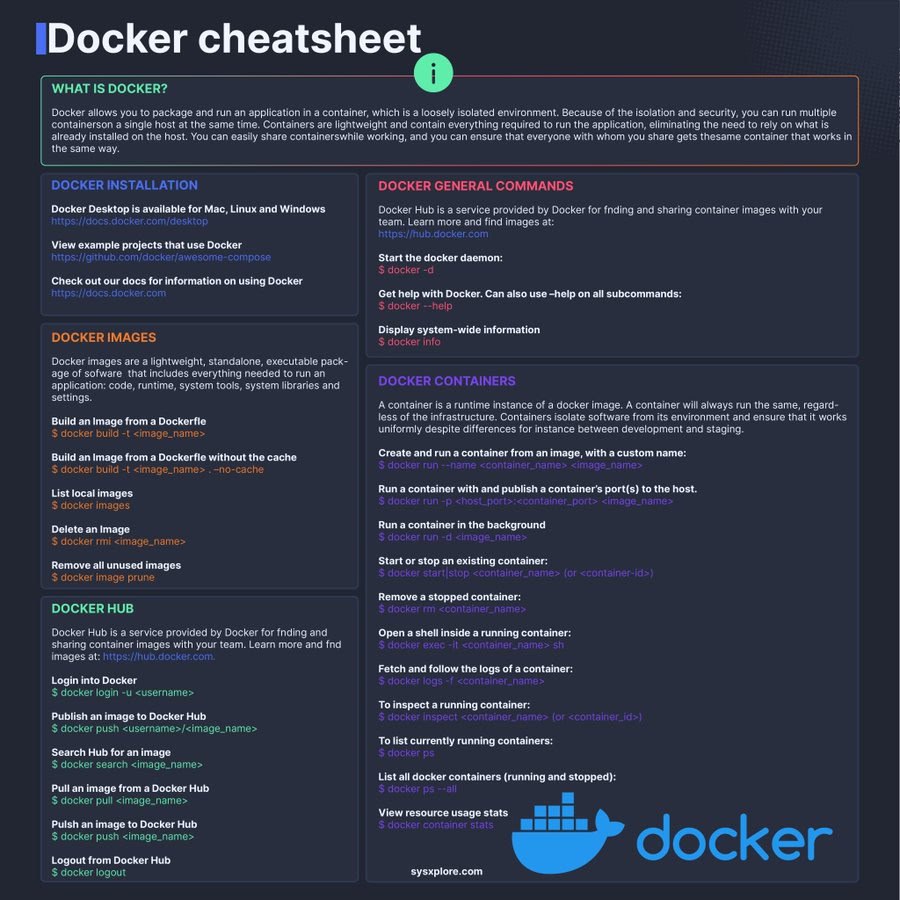 Docker cheatsheet
WHAT IS DOCKER?
Docker allows you to package and run an application in a container, which is a loosely isolated environment. Because of the isolation and security, you can run multiple
containerson a single host at the same time. Containers are lightweight and contain everything required to run the application, eliminating the need to rely on what is
already installed on the host. You can easily share containerswhile working, and you can ensure that everyone with whom you share gets thesame container that works in
the same way.
DOCKER INSTALLATION
Docker Desktop is available for Mac, Linux and Windows
https://docs.docker.com/desktop
View example projects that use Docker
https://github.com/docker/awesome-compose
Check out our docs for information on using Docker
https://docs.docker.com
DOCKER IMAGES
Docker images are a lightweight, standalone, executable pack-
age of sofware that includes everything needed to run an
application: code, runtime, system tools, system libraries and
settings.
Build an Image from a Dockerfle
$ docker build -t <image_name>
Build an Image from a Dockerfle without the cache
$ docker build -t <image_name> . –no-cache
List local images
$ docker images
Delete an Image
$ docker rmi <image_name>
Remove all unused images
$ docker image prune
DOCKER HUB
Docker Hub is a service provided by Docker for fnding and
sharing container images with your team. Learn more and fnd
images at: https://hub.docker.com.
Login into Docker
$ docker login -u <username>
Publish an image to Docker Hub
$ docker push <username>/<image_name>
Search Hub for an image
$ docker search <image_name>
Pull an image from a Docker Hub
$ docker pull <image_name>
Pulsh an image to Docker Hub
$ docker push <image_name>
Logout from Docker Hub
$ docker logout
DOCKER GENERAL COMMANDS
Docker Hub is a service provided by Docker for fnding and sharing container images with your
team. Learn more and find images at:
https://hub.docker.com
Start the docker daemon:
$ docker -d
Get help with Docker. Can also use –help on all subcommands:
$ docker --help
Display system-wide information
$ docker info
DOCKER CONTAINERS
A container is a runtime instance of a docker image. A container will always run the same, regard-
less of the infrastructure. Containers isolate software from its environment and ensure that it works
uniformly despite differences for instance between development and staging.
Create and run a container from an image, with a custom name:
$ docker run --name <container_name> <image_name>
Run a container with and publish a container's port(s) to the host.
$ docker run -p <host_port>:<container_port> <image_name>
Run a container in the background
$ docker run -d <image_name>
Start or stop an existing container:
$ docker start|stop <container_name> (or <container-id>)
Remove a stopped container:
$ docker rm <container_name>
Open a shell inside a running container:
$ docker exec -it <container_name> sh
Fetch and follow the logs of a container:
$ docker logs -f <container_name>
To inspect a running container:
$ docker inspect <container_name> (or <container_id>)
To list currently running containers:
$ docker ps
List all docker containers (running and stopped):
$ docker ps --all
View resource usage stats
$ docker container stats
docker
sysxplore.com